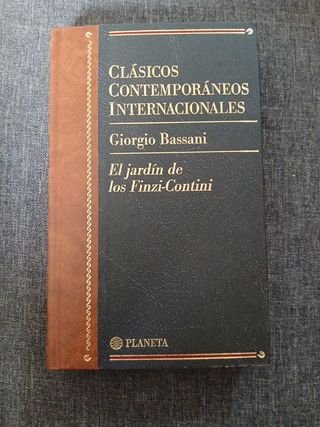 CLÁSICOS
CONTEMPORÁNEOS
INTERNACIONALES
Giorgio Bassani
El jardín de
los Finzi-Contini
PLANETA